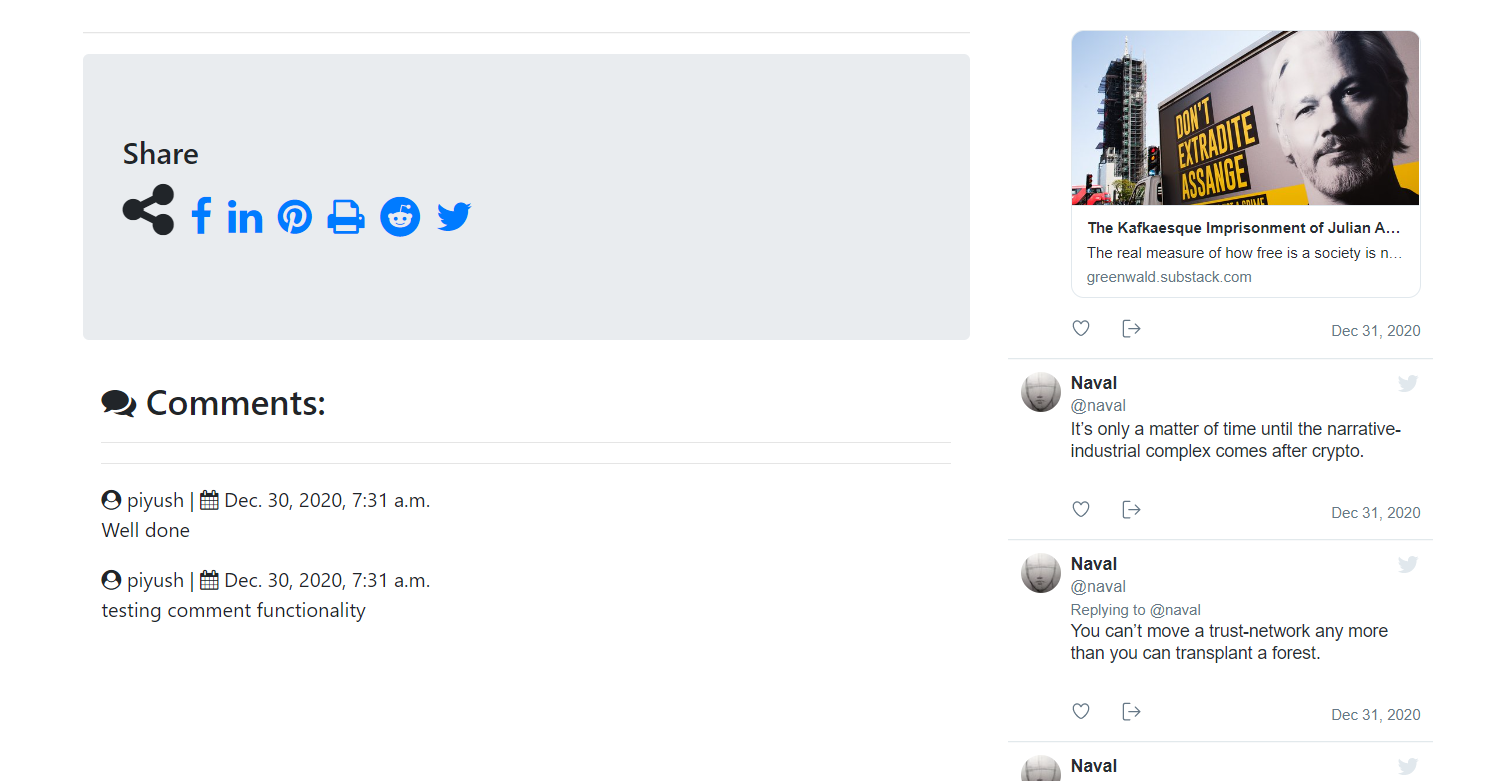 Share
Comments:
piyush | Dec. 30, 2020, 7:31 a.m.
Well done
piyush | Dec. 30, 2020, 7:31 a.m.
testing comment functionality
DON'T
EXTRADITE
ASSANGE
The Kafkaesque Imprisonment of Julian A…
The real measure of how free is a society is n…
greenwald.substack.com
Dec 31, 2020
Naval
@naval
It’s only a matter of time until the narrative-
industrial complex comes after crypto.
Dec 31, 2020
Naval
@naval
Replying to @naval
You can’t move a trust-network any more
than you can transplant a forest.
Dec 31, 2020
Naval